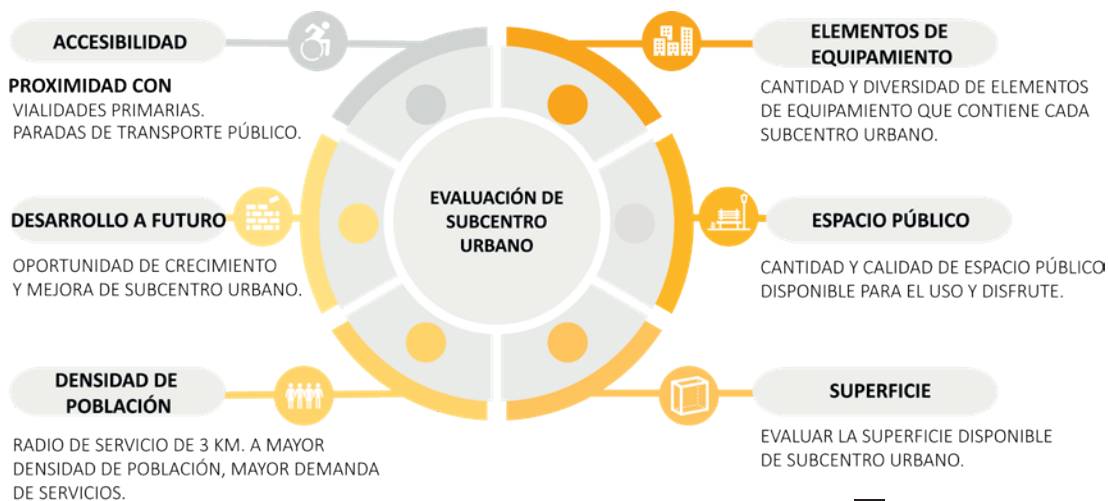 ACCESIBILIDAD
PROXIMIDAD CON
VIALIDADES PRIMARIAS.
PARADAS DE TRANSPORTE PÚBLICO.
DESARROLLO A FUTURO
OPORTUNIDAD DE CRECIMIENTO
Y MEJORA DE SUBCENTRO URBANO.
DENSIDAD DE
POBLACIÓN
RADIO DE SERVICIO DE 3 KM. A MAYOR
DENSIDAD DE POBLACIÓN, MAYOR DEMANDA
DE SERVICIOS.
EVALUACIÓN DE
SUBCENTRO
URBANO
ELEMENTOS DE
EQUIPAMIENTO
CANTIDAD Y DIVERSIDAD DE ELEMENTOS
DE EQUIPAMIENTO QUE CONTIENE CADA
SUBCENTRO URBANO.
ESPACIO PÚBLICO
CANTIDAD Y CALIDAD DE ESPACIO PÚBLICO
DISPONIBLE PARA EL USO Y DISFRUTE.
SUPERFICIE
EVALUAR LA SUPERFICIE DISPONIBLE
DE SUBCENTRO URBANO.